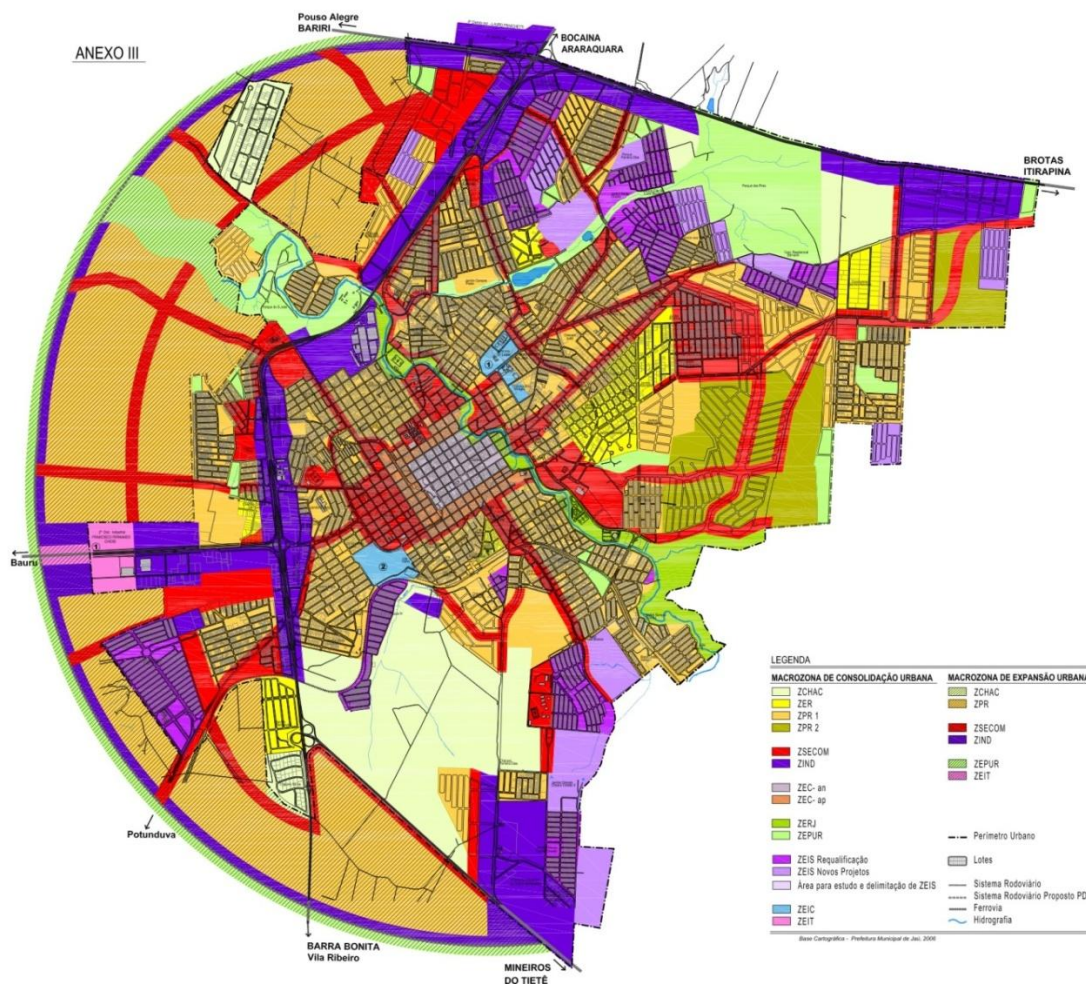 ANEXO III
Pouso Alegre
BARIRI
BOCAINA
ARARAQUARA
BROTAS
ITIRAPINA
Bauru
1
2
Potunduva
BARRA BONITA
Vila Ribeiro
MINEIROS
DO TIETÊ
LEGENDA
MACROZONA DE CONSOLIDAÇÃO URBANA
ZCHAC
ZER
ZPR 1
ZPR 2
ZSECOM
ZIND
ZEC- an
ZEC- ap
ZERJ
ZEPUR
ZEIS Requalificação
ZEIS Novos Projetos
Área para estudo e delimitação de ZEIS
ZEIC
ZEIT
MACROZONA DE EXPANSÃO URBANA
ZCHAC
ZPR
ZSECOM
ZIND
ZEPUR
ZEIT
Perímetro Urbano
Lotes
Sistema Rodoviário
Sistema Rodoviário Proposto PD
Ferrovia
Hidrografia
Base Cartográfica - Prefeitura Municipal de Jaú, 2006